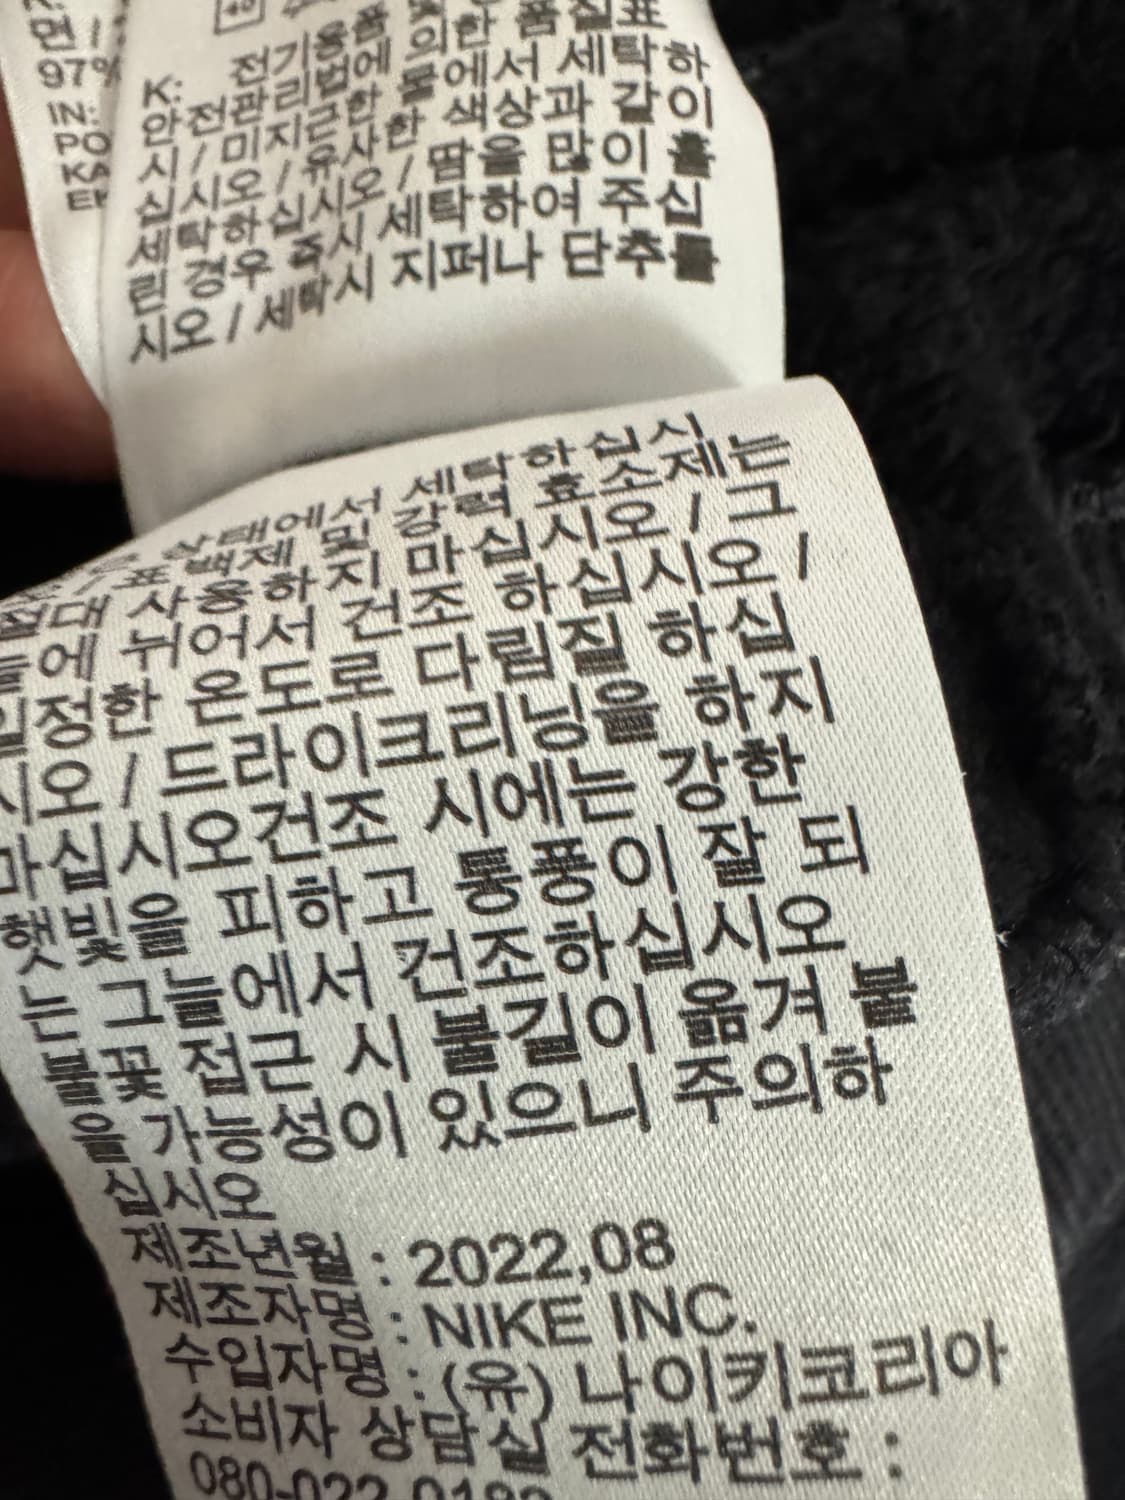 연
97%
IN:
PO
KA
40
K: 전기용품 의한 품질표
안전관리법에
시/미지근한 물에서 세탁하
십시오/유사한 색상과 같이
세탁하십시오/땀을 많이 흘
린 경우 즉시 세탁하여 주십
시오/세탁시 지퍼나 단추를
상태에서 세탁하십시
표백제 및 강력 효소제는
절대 사용하지 마십시오/그
늘에 뉘어서 건조 하십시오/
일정한 온도로 다림질 하십
시오/드라이크리닝을 하지
마십시오건조 시에는 강한
햇빛을 피하고 통풍이 잘 되
는 그늘에서 건조하십시오
불꽃 접근 시 불길이 옮겨 붙
을 가능성이 있으니 주의하
십시오
제조년월 : 2022,08
제조자명 : NIKE INC.
수입자명 : (유) 나이키코리아
소비자 상담실 전화번호 :
080-022-0182